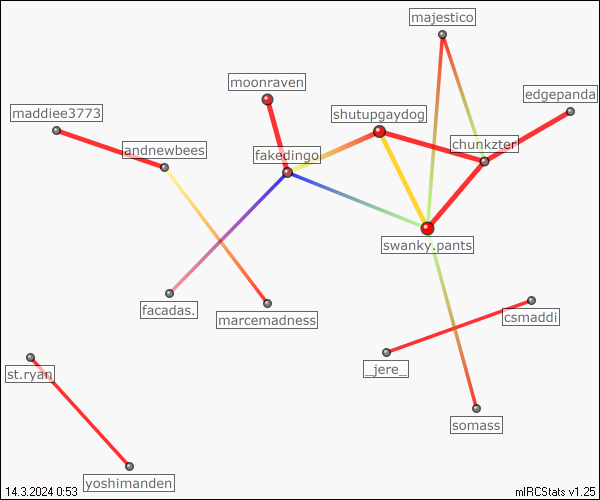 majestico
moonraven
edgepanda
maddiee3773
shutupgaydog
andnewbees
chunkzter
fakedingo
swanky.pants
facadas.
marcemadness
csmaddi
_jere_
st.ryan
somass
yoshimanden
14.3.2024 0:53
mIRCStats v1.25